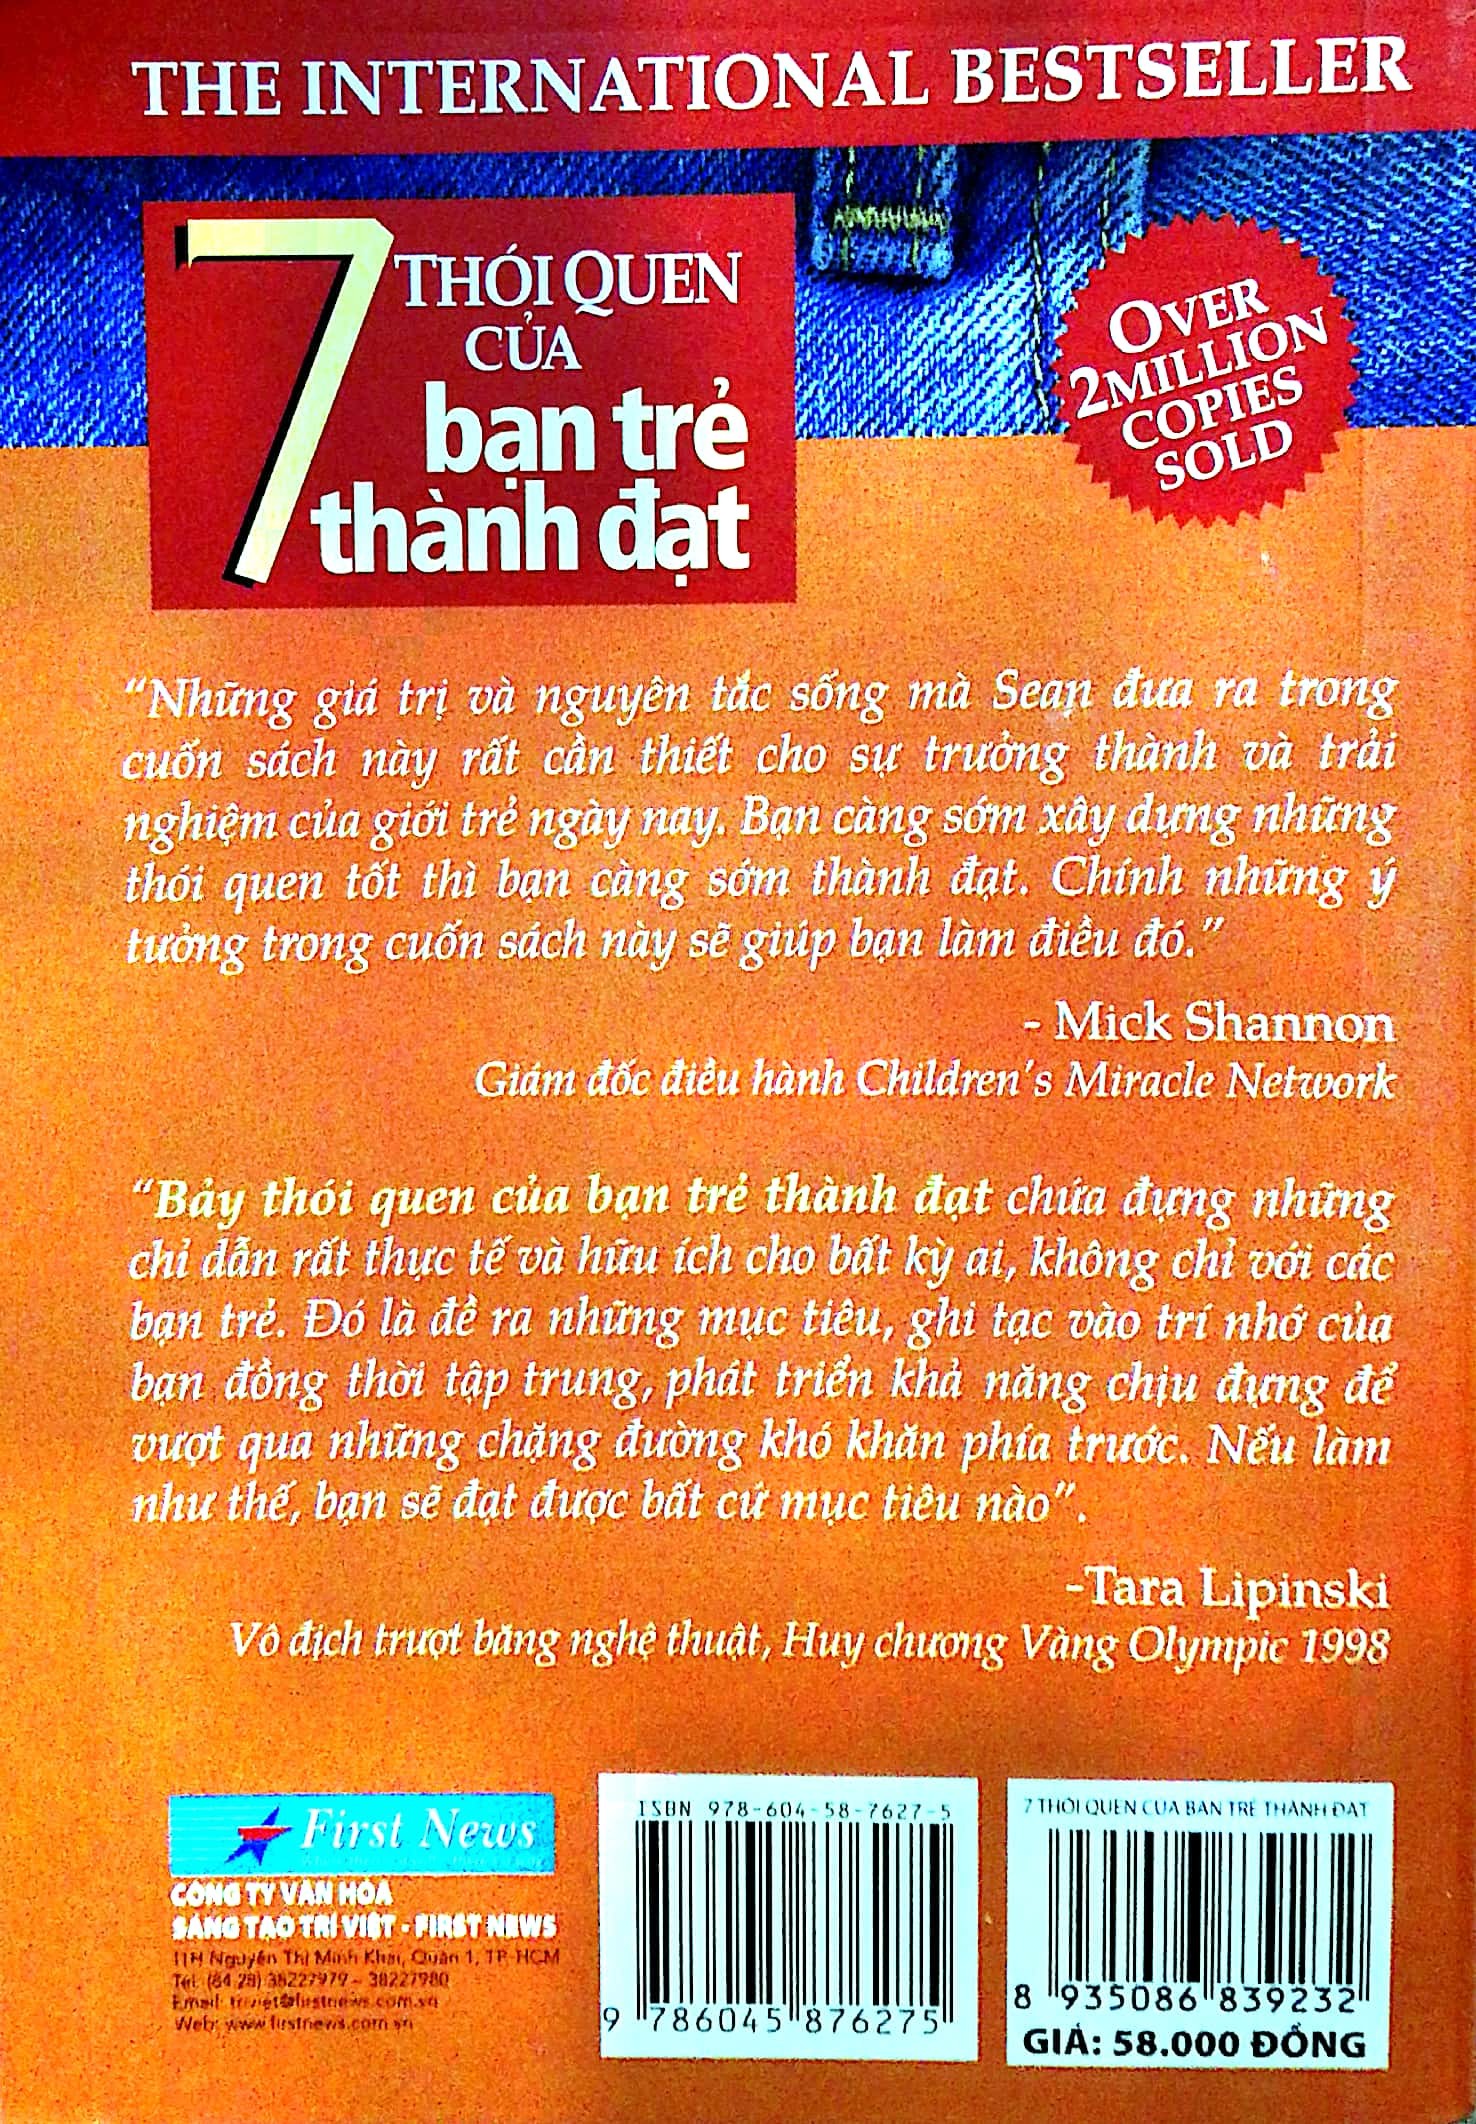 THE INTERNATIONAL BESTSELLER
7 THÓI QUEN
CỦA
bạn trẻ
thành đạt
OVER
2 MILLION
COPIES
SOLD
“Những giá trị và nguyên tắc sống mà Sean đưa ra trong
cuốn sách này rất cần thiết cho sự trưởng thành và trải
nghiệm của giới trẻ ngày nay. Bạn càng sớm xây dựng những
thói quen tốt thì bạn càng sớm thành đạt. Chính những ý
tưởng trong cuốn sách này sẽ giúp bạn làm điều đó.”
- Mick Shannon
Giám đốc điều hành Children's Miracle Network
“Bảy thói quen của bạn trẻ thành đạt chứa đựng những
chỉ dẫn rất thực tế và hữu ích cho bất kỳ ai, không chỉ với các
bạn trẻ. Đó là đề ra những mục tiêu, ghi tạc vào trí nhớ của
bạn đồng thời tập trung, phát triển khả năng chịu đựng để
vượt qua những chặng đường khó khăn phía trước. Nếu làm
như thế, bạn sẽ đạt được bất cứ mục tiêu nào”.
-Tara Lipinski
Vô địch trượt băng nghệ thuật, Huy chương Vàng Olympic 1998
First News
CÔNG TY VĂN HÓA
SÁNG TẠO TRÍ VIỆT - FIRST NEWS
11H Nguyễn Thị Minh Khai, Quận 1, TP. HCM
Tel: (84.28) 38227979 - 38227980
Email: triviet@firstnews.com.vn
Web: www.firstnews.com.vn
ISBN 978-604-58-7627-5
9 786045 876275
7 THÓI QUEN CỦA BẠN TRẺ THÀNH ĐẠT
8 935086 839232
GIÁ: 58.000 ĐỒNG